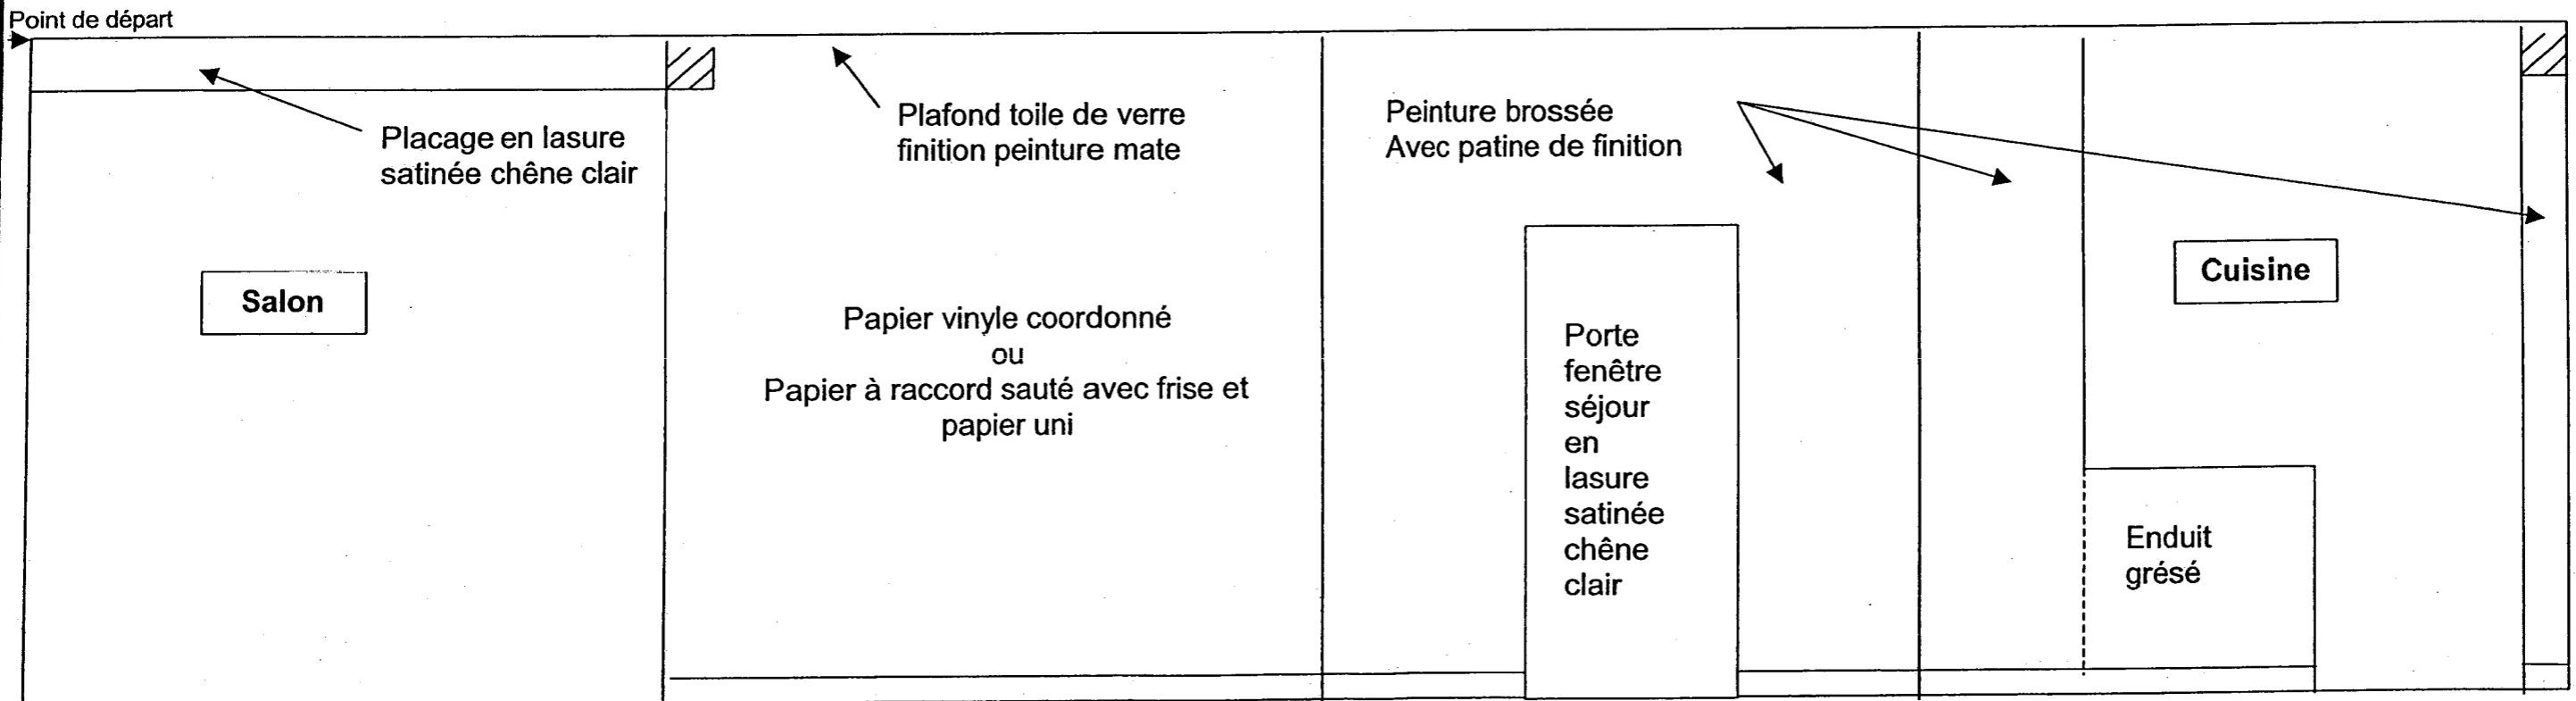 Point de départ
Placage en lasure
satinée chêne clair
Plafond toile de verre
finition peinture mate
Peinture brossée
Avec patine de finition
Salon
Papier vinyle coordonné
ou
Papier à raccord sauté avec frise et
papier uni
Porte
fenêtre
séjour
en
lasure
satinée
chêne
clair
Cuisine
Enduit
grésé